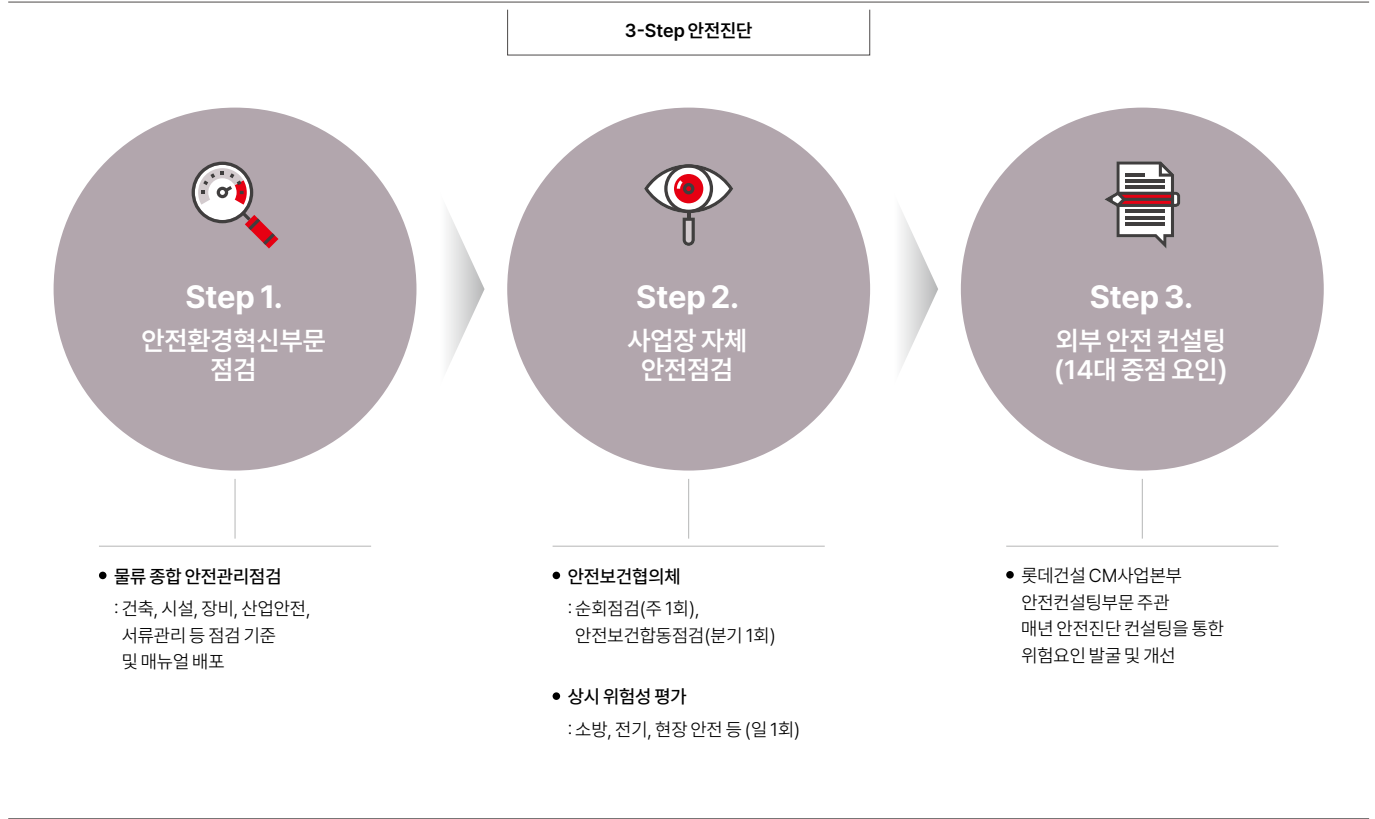 3-Step 안전진단
Step 1.
안전환경혁신부문
점검
• 물류 종합 안전관리점검
: 건축, 시설, 장비, 산업안전,
서류관리 등 점검 기준
및 매뉴얼 배포
Step 2.
사업장 자체
안전점검
• 안전보건협의체
: 순회점검(주 1회),
안전보건합동점검(분기 1회)
• 상시 위험성 평가
: 소방, 전기, 현장 안전 등 (일 1회)
Step 3.
외부 안전 컨설팅
(14대 중점 요인)
• 롯데건설 CM사업본부
안전컨설팅부문 주관
매년 안전진단 컨설팅을 통한
위험요인 발굴 및 개선